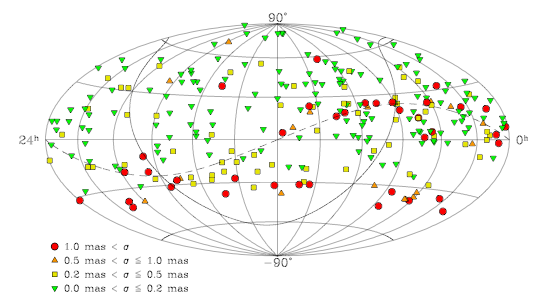 90°
24ʰ
0ʰ
−90°
1.0 mas < σ
0.5 mas < σ ≤ 1.0 mas
0.2 mas < σ ≤ 0.5 mas
0.0 mas < σ ≤ 0.2 mas